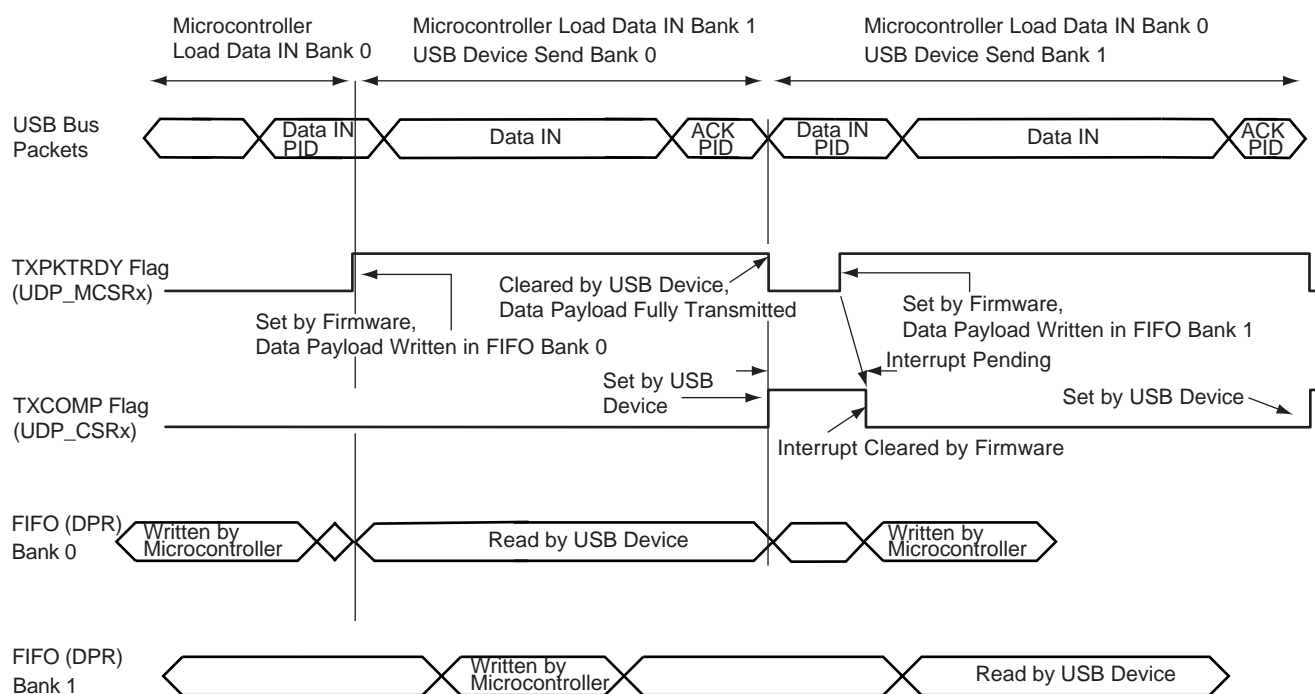 Microcontroller
Load Data IN Bank 0
Microcontroller Load Data IN Bank 1
USB Device Send Bank 0
Microcontroller Load Data IN Bank 0
USB Device Send Bank 1
USB Bus
Packets
Data IN
PID
Data IN
ACK
PID
Data IN
PID
Data IN
ACK
PID
TXPKTRDY Flag
(UDP_MCSRx)
Set by Firmware,
Data Payload Written in FIFO Bank 0
Cleared by USB Device,
Data Payload Fully Transmitted
Set by Firmware,
Data Payload Written in FIFO Bank 1
Interrupt Pending
TXCOMP Flag
(UDP_CSRx)
Set by USB
Device
Set by USB Device
Interrupt Cleared by Firmware
FIFO (DPR)
Bank 0
Written by
Microcontroller
Read by USB Device
Written by
Microcontroller
FIFO (DPR)
Bank 1
Written by
Microcontroller
Read by USB Device